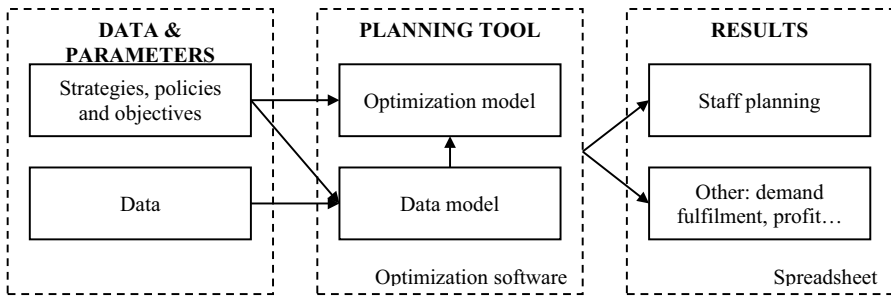 DATA &
PARAMETERS
Strategies, policies
and objectives
Data
PLANNING TOOL
Optimization model
Data model
Optimization software
RESULTS
Staff planning
Other: demand
fulfilment, profit…
Spreadsheet